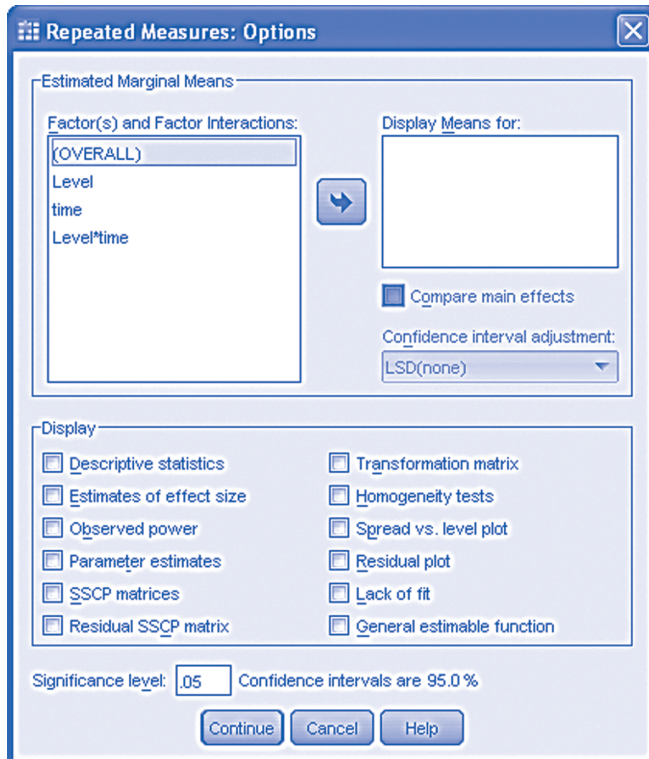 Repeated Measures: Options
Estimated Marginal Means
Factor(s) and Factor Interactions:
(OVERALL)
Level
time
Level*time
Display Means for:
Compare main effects
Confidence interval adjustment:
LSD(none)
Display
Descriptive statistics
Estimates of effect size
Observed power
Parameter estimates
SSCP matrices
Residual SSCP matrix
Transformation matrix
Homogeneity tests
Spread vs. level plot
Residual plot
Lack of fit
General estimable function
Significance level: .05 Confidence intervals are 95.0 %
Continue Cancel Help